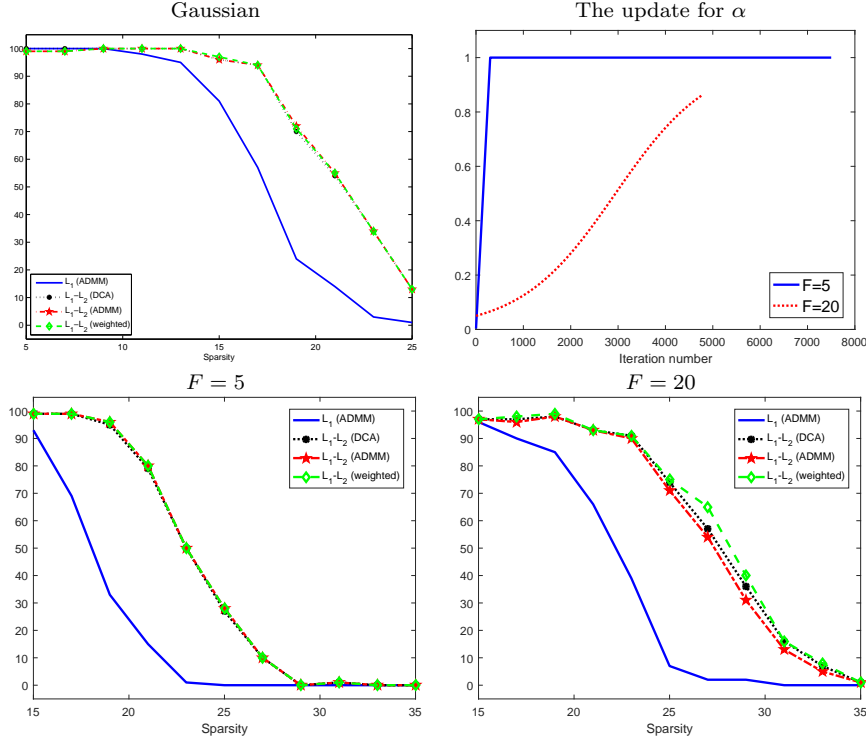 Gaussian
100
90
80
70
60
50
40
30
20
10
0
L1 (ADMM)
L1−L2 (DCA)
L1−L2 (ADMM)
L1−L2 (weighted)
5
10
15
20
25
Sparsity
The update for α
1
0.8
0.6
0.4
0.2
0
F=5
F=20
0
1000
2000
3000
4000
5000
6000
7000
8000
Iteration number
F = 5
100
90
80
70
60
50
40
30
20
10
0
L1 (ADMM)
L1-L2 (DCA)
L1-L2 (ADMM)
L1-L2 (weighted)
15
20
25
30
35
Sparsity
F = 20
100
90
80
70
60
50
40
30
20
10
0
L1 (ADMM)
L1-L2 (DCA)
L1-L2 (ADMM)
L1-L2 (weighted)
15
20
25
30
35
Sparsity